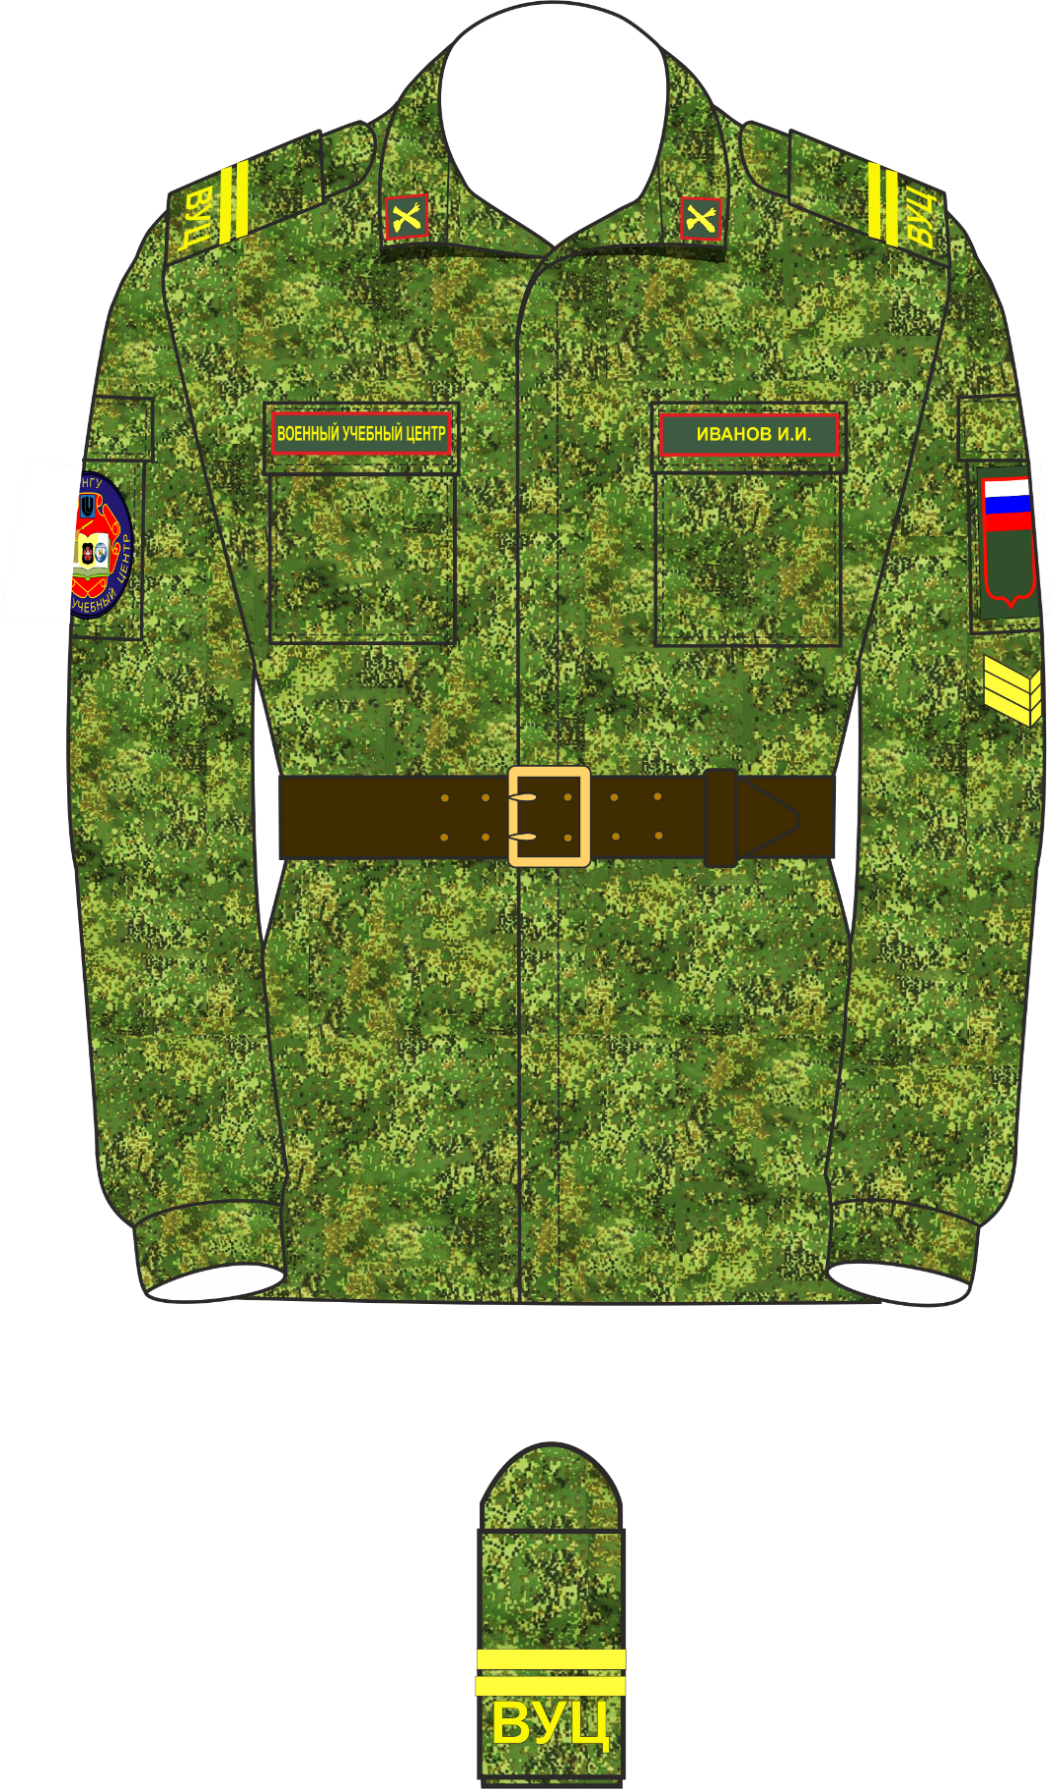 ВУЦ
ВУЦ
ВОЕННЫЙ УЧЕБНЫЙ ЦЕНТР
ИВАНОВ И.И.
НГУ
УЧЕБНЫЙ ЦЕНТР
ВУЦ